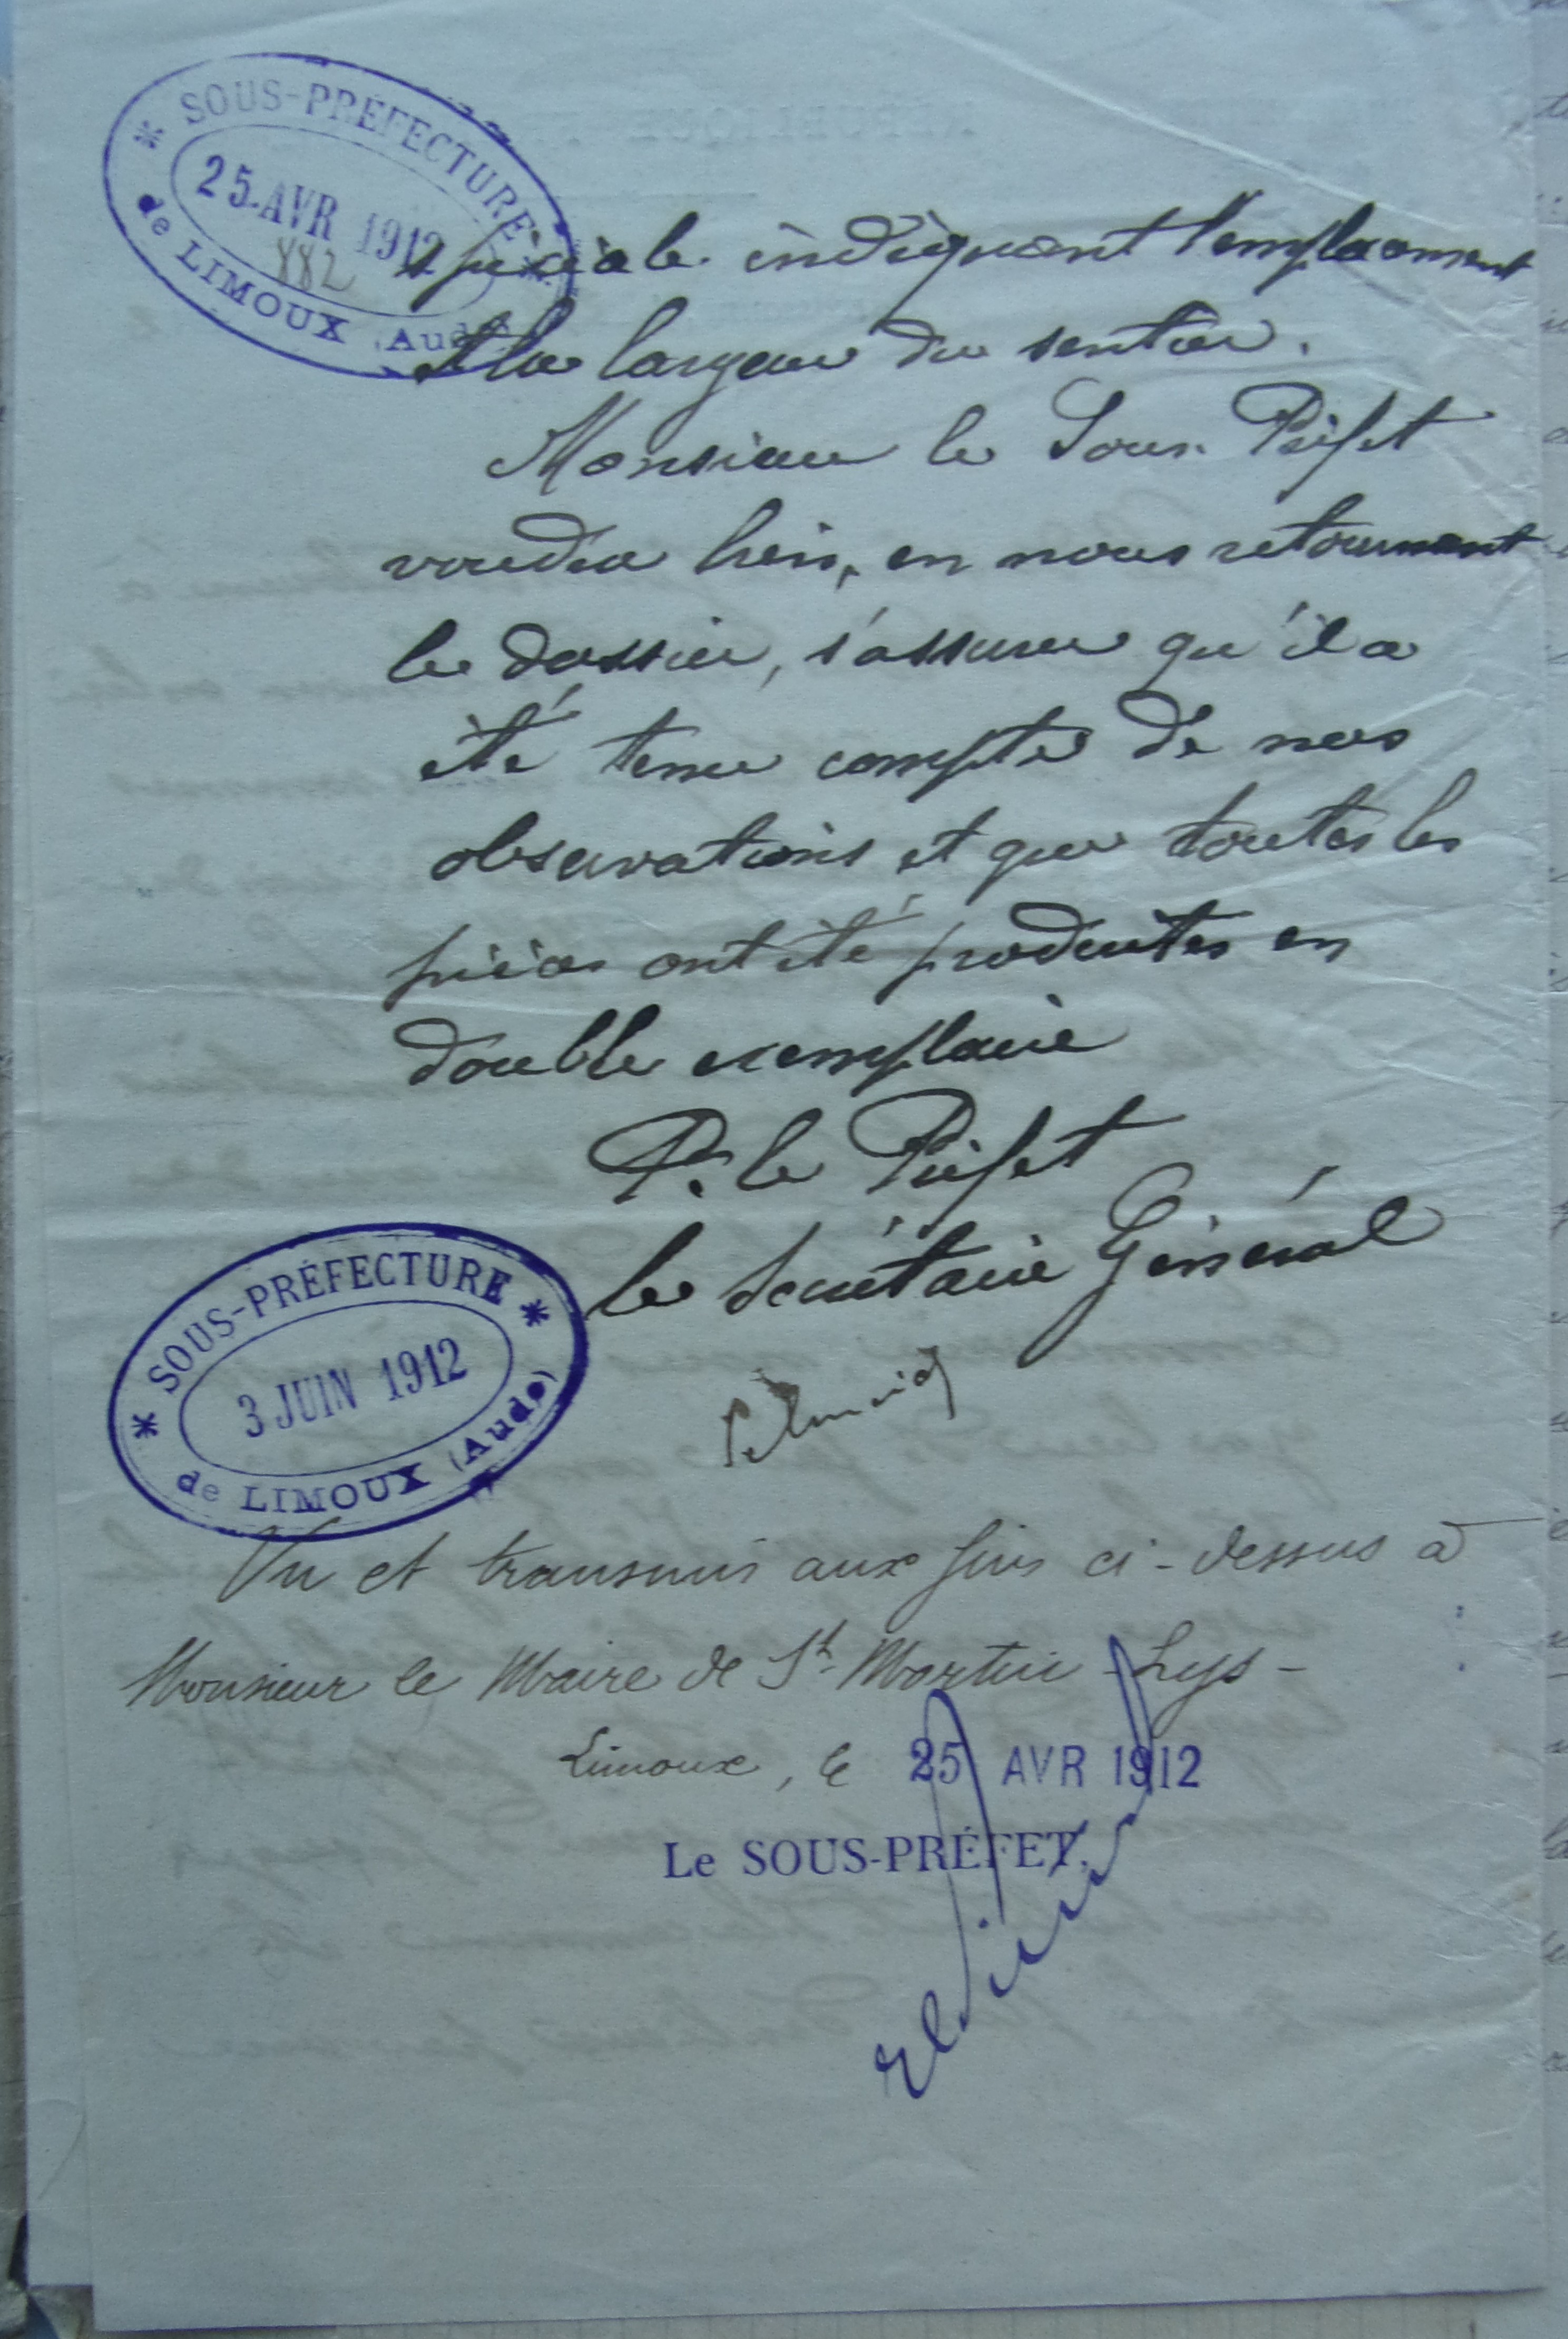 SOUS-PRÉFECTURE
25 AVR 1912
882
de LIMOUX (Aude)
spéciale indiquant l'emplacement
et la largeur du sentier.
Monsieur le Sous-Préfet
voudra bien, en nous retournant
le dossier, s'assurer qu'il a
été tenu compte de nos
observations et que toutes les
pièces ont été produites en
double exemplaire
P. le Préfet
le Secrétaire Général
SOUS-PRÉFECTURE
3 JUIN 1912
de LIMOUX (Aude)
Vu et transmis aux fins ci-dessus à
Monsieur le Maire de St-Martin-Lys-
Limoux, le 25 AVR 1912
Le SOUS-PRÉFET,